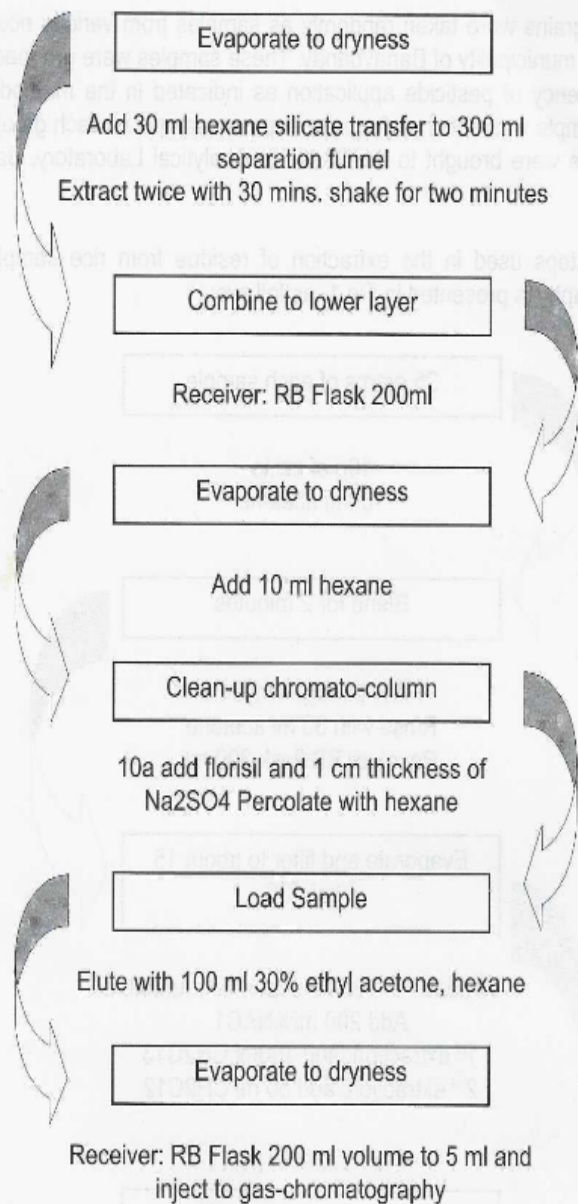 Evaporate to dryness
Add 30 ml hexane silicate transfer to 300 ml
separation funnel
Extract twice with 30 mins. shake for two minutes
Combine to lower layer
Receiver: RB Flask 200ml
Evaporate to dryness
Add 10 ml hexane
Clean-up chromato-column
10a add florisil and 1 cm thickness of
Na2SO4 Percolate with hexane
Load Sample
Elute with 100 ml 30% ethyl acetone, hexane
Evaporate to dryness
Receiver: RB Flask 200 ml volume to 5 ml and
inject to gas-chromatography